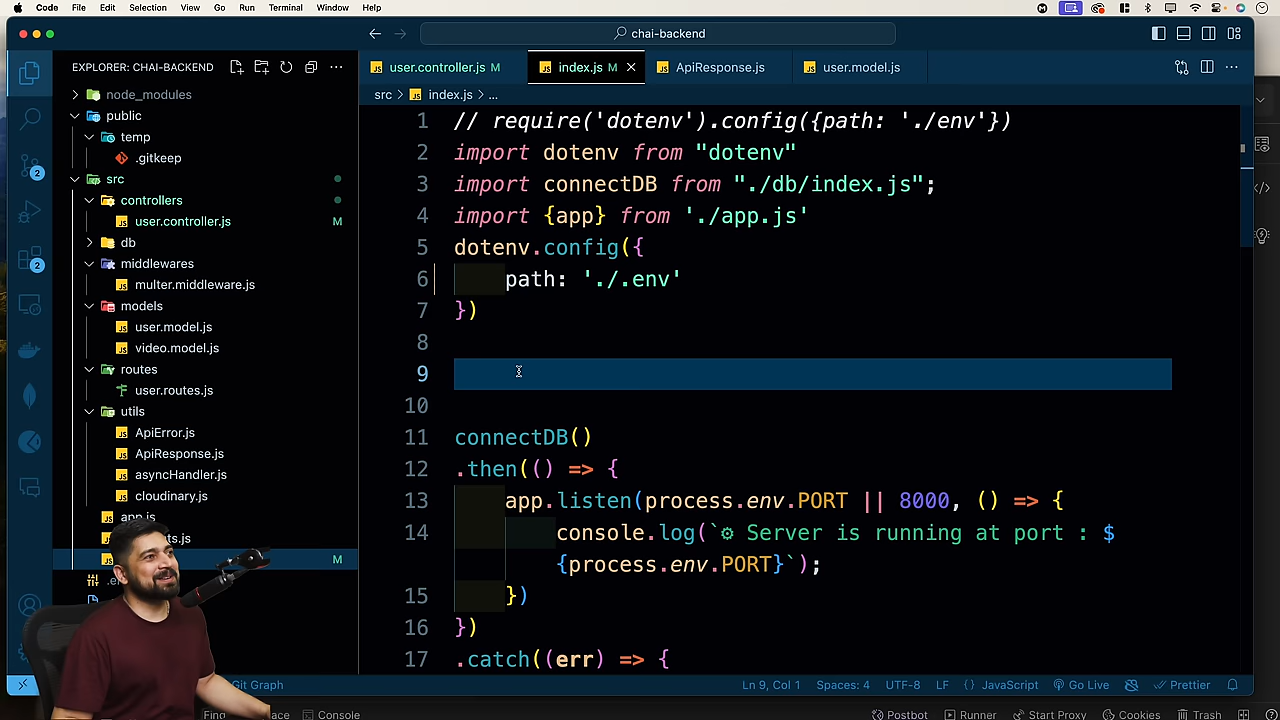 Code File Edit Selection View Go Run Terminal Window Help
chai-backend
EXPLORER: CHAI-BACKEND
user.controller.js M
index.js M
ApiResponse.js
user.model.js
src > index.js > ...
node_modules
public
temp
.gitkeep
src
controllers
user.controller.js M
db
middlewares
multer.middleware.js
models
user.model.js
video.model.js
routes
user.routes.js
utils
ApiError.js
ApiResponse.js
asyncHandler.js
cloudinary.js
app.js
M
2
2
1 // require('dotenv').config({path: './env'})
2 import dotenv from "dotenv"
3 import connectDB from "./db/index.js";
4 import {app} from './app.js'
5 dotenv.config({
6 path: './.env'
7 })
8
9
10
11 connectDB()
12 .then(() => {
13 app.listen(process.env.PORT || 8000, () => {
14 console.log(`⚙️ Server is running at port : $
{process.env.PORT}`);
15 })
16 })
17 .catch((err) => {
Git Graph
Ln 9, Col 1 Spaces: 4 UTF-8 LF {} JavaScript Go Live Prettier
Console
Postbot Runner Start Proxy Cookies Trash